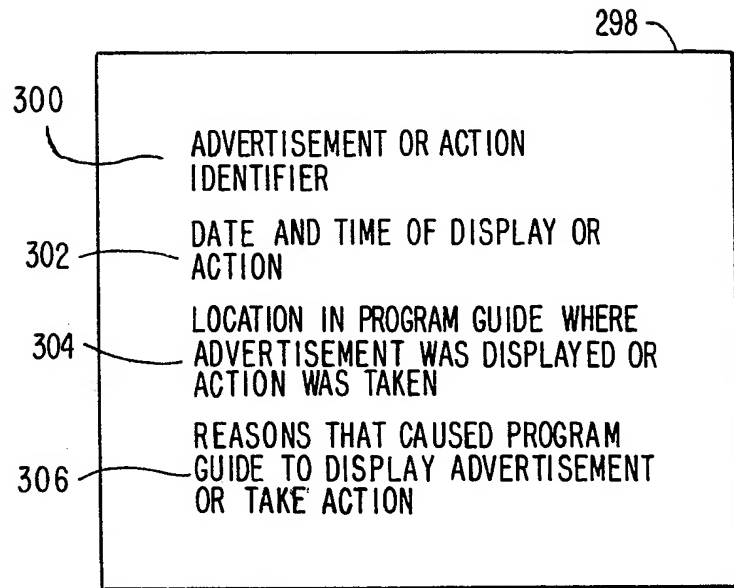 298
300
ADVERTISEMENT OR ACTION
IDENTIFIER
302
DATE AND TIME OF DISPLAY OR
ACTION
304
LOCATION IN PROGRAM GUIDE WHERE
ADVERTISEMENT WAS DISPLAYED OR
ACTION WAS TAKEN
306
REASONS THAT CAUSED PROGRAM
GUIDE TO DISPLAY ADVERTISEMENT
OR TAKE ACTION